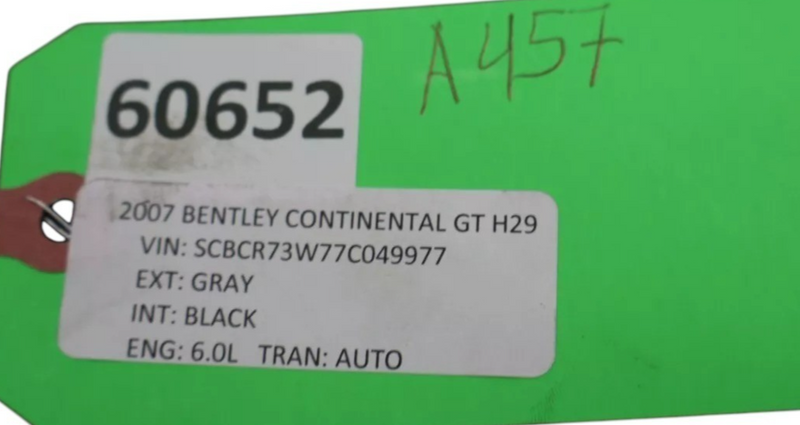 A457
60652
2007 BENTLEY CONTINENTAL GT H29
VIN: SCBCR73W77C049977
EXT: GRAY
INT: BLACK
ENG: 6.0L TRAN: AUTO